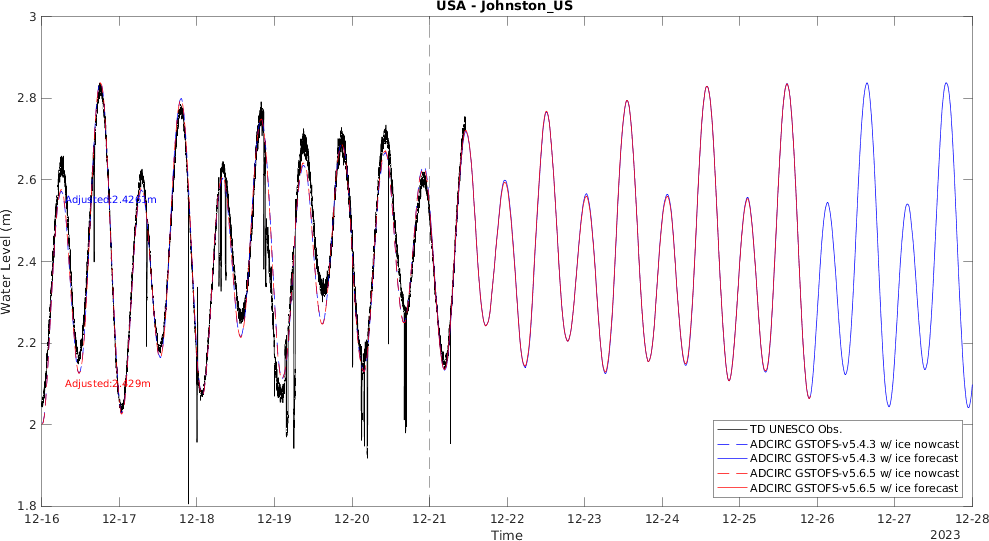 USA - Johnston_US
3
2.8
2.6
2.4
2.2
2
1.8
Water Level (m)
Adjusted:2.4261m
Adjusted:2.429m
TD UNESCO Obs.
ADCIRC GSTOFS-v5.4.3 w/ ice nowcast
ADCIRC GSTOFS-v5.4.3 w/ ice forecast
ADCIRC GSTOFS-v5.6.5 w/ ice nowcast
ADCIRC GSTOFS-v5.6.5 w/ ice forecast
12-16 12-17 12-18 12-19 12-20 12-21 12-22 12-23 12-24 12-25 12-26 12-27 12-28
Time
2023